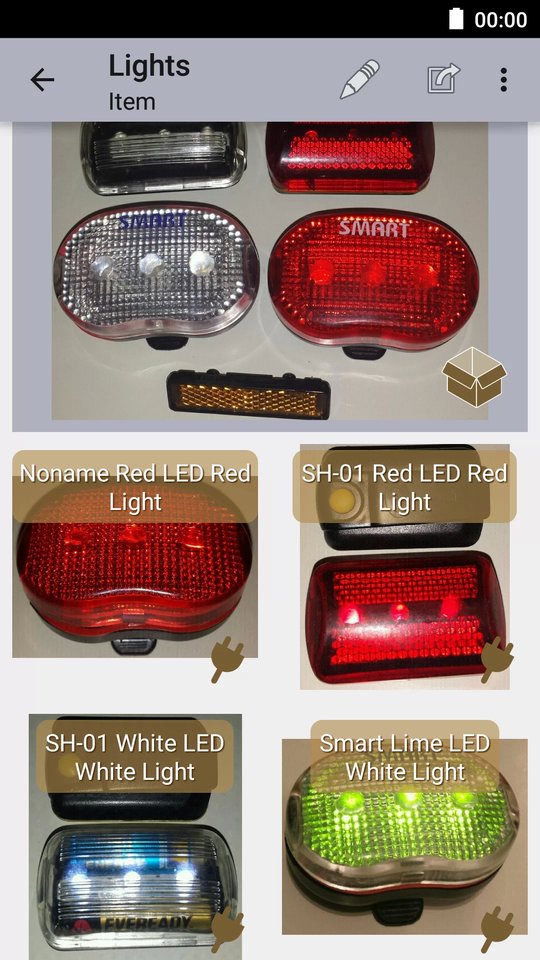 00:00
Lights
Item
SMART
SMART
Noname Red LED Red
Light
SH-01 Red LED Red
Light
SH-01 White LED
White Light
Smart Lime LED
White Light
EVEREADY